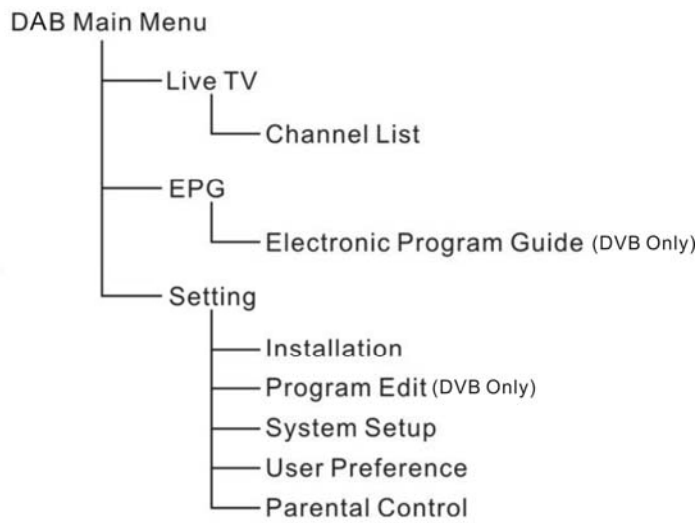 DAB Main Menu
Live TV
Channel List
EPG
Electronic Program Guide (DVB Only)
Setting
Installation
Program Edit (DVB Only)
System Setup
User Preference
Parental Control